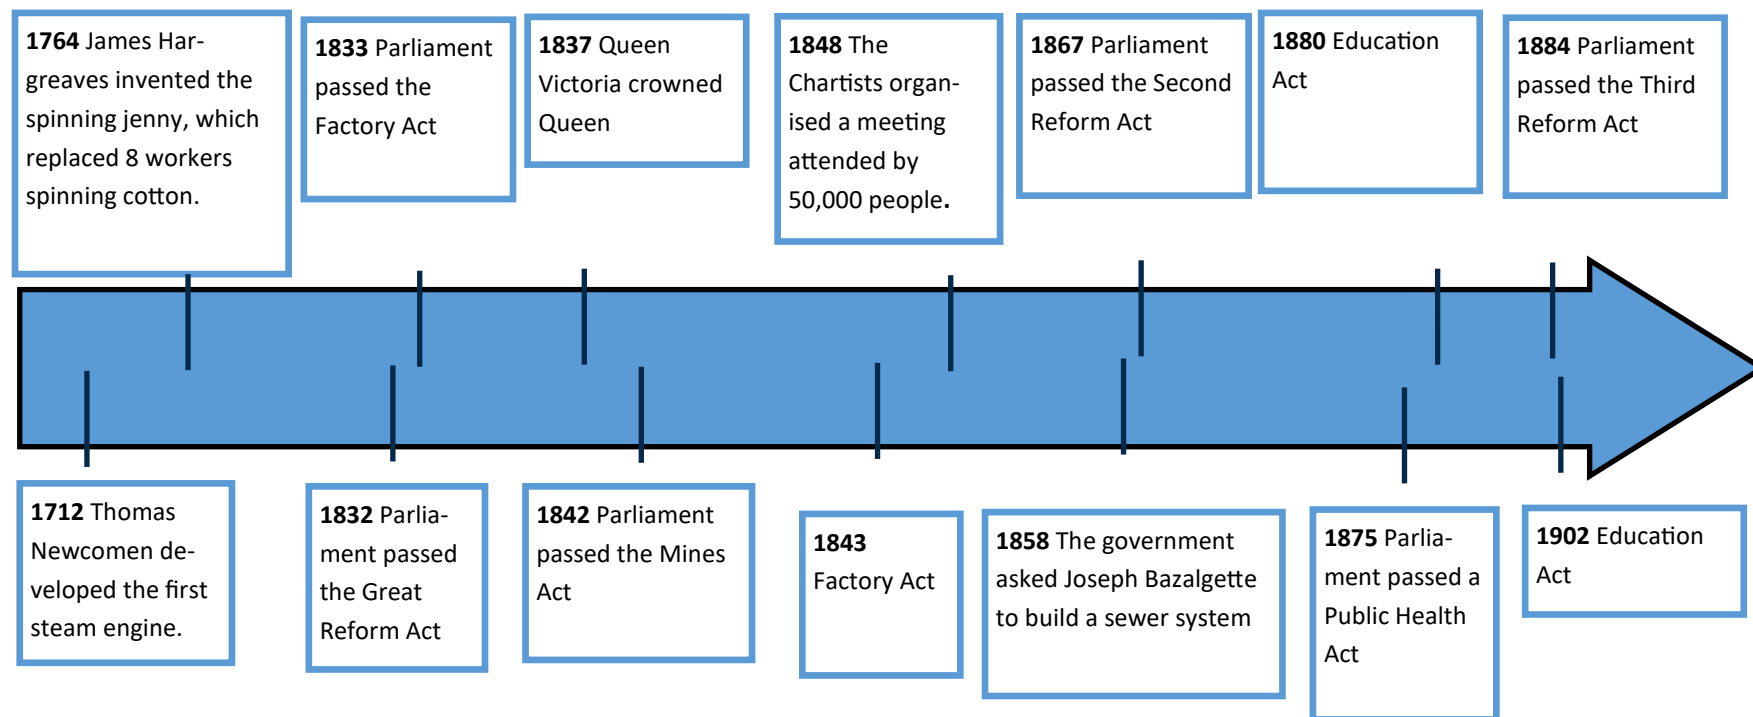 1764 James Har-
greaves invented the
spinning jenny, which
replaced 8 workers
spinning cotton.
1833 Parliament
passed the
Factory Act
1837 Queen
Victoria crowned
Queen
1848 The
Chartists organ-
ised a meeting
attended by
50,000 people.
1867 Parliament
passed the Second
Reform Act
1880 Education
Act
1884 Parliament
passed the Third
Reform Act
1712 Thomas
Newcomen de-
veloped the first
steam engine.
1832 Parlia-
ment passed
the Great
Reform Act
1842 Parliament
passed the Mines
Act
1843
Factory Act
1858 The government
asked Joseph Bazalgette
to build a sewer system
1875 Parlia-
ment passed a
Public Health
Act
1902 Education
Act